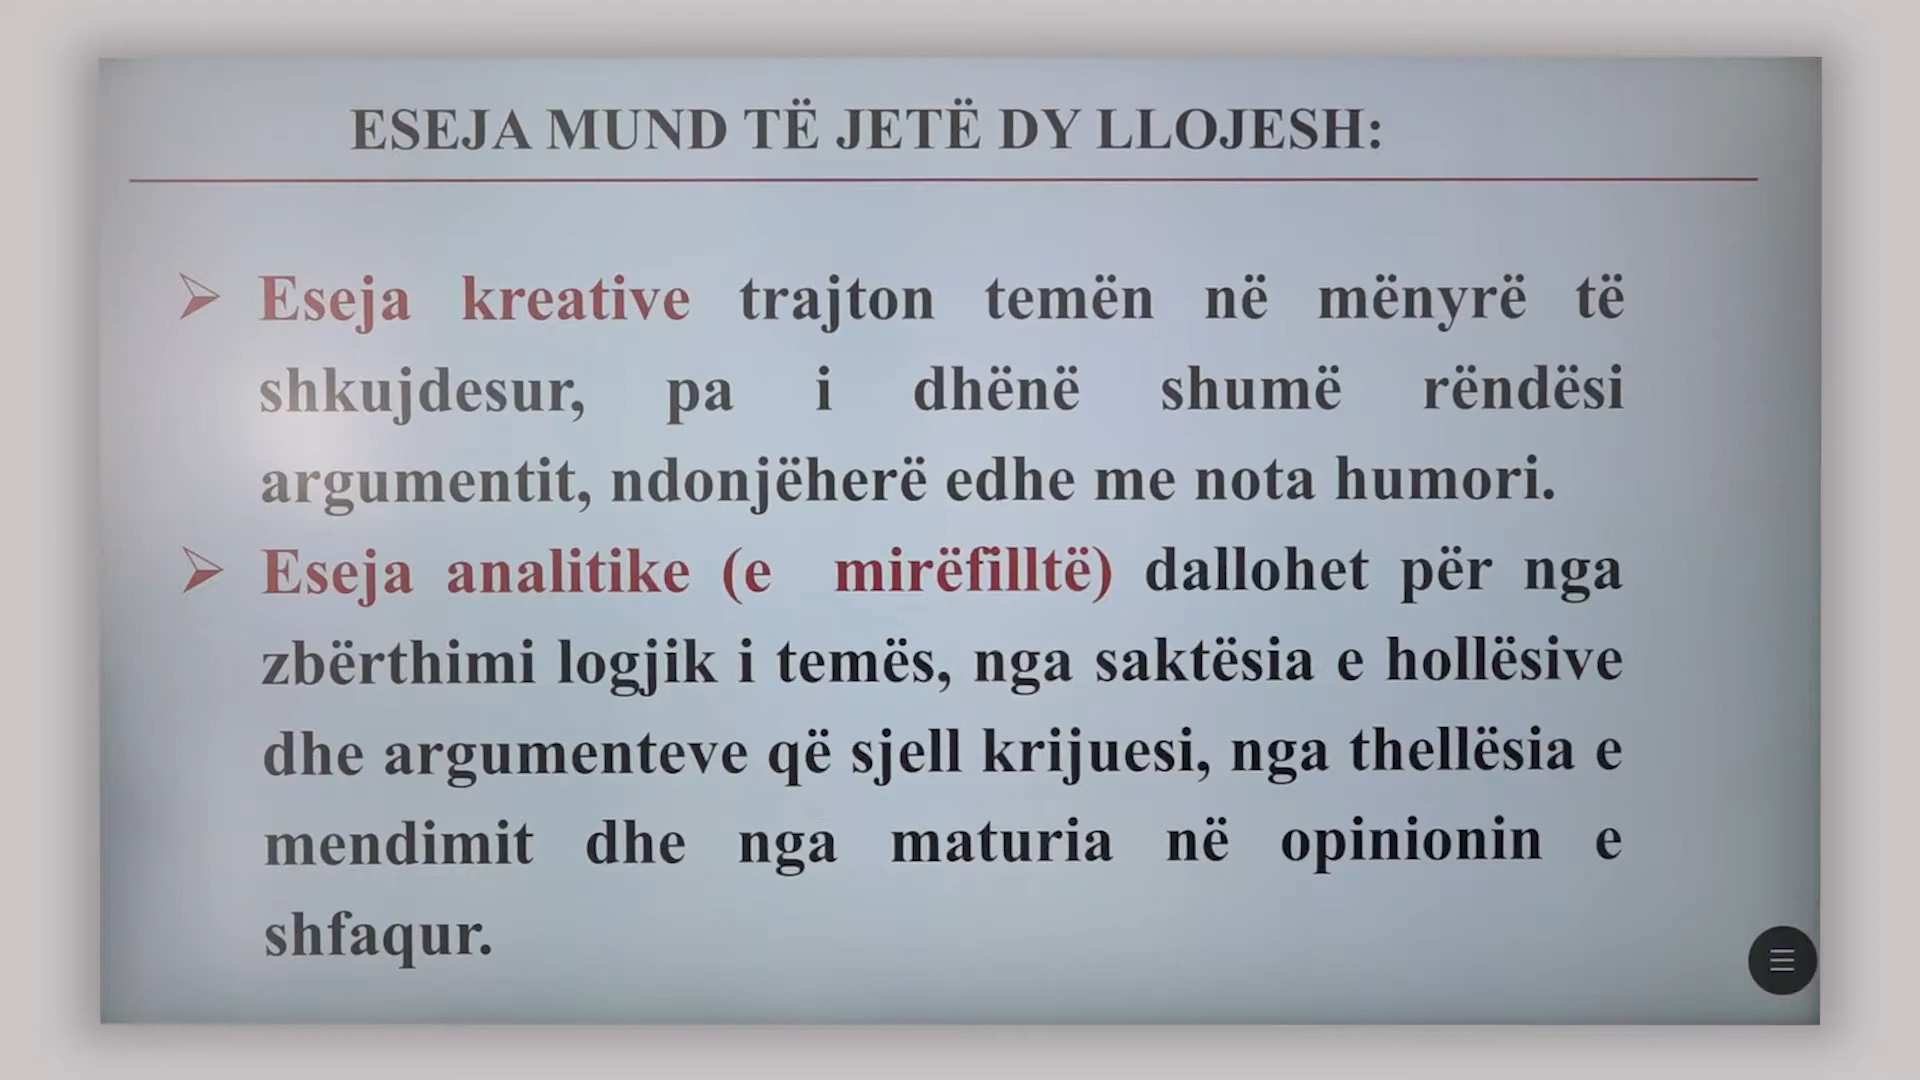 ESEJA MUND TË JETË DY LLOJESH:
Eseja kreative trajton temën në mënyrë të
shkujdesur, pa i dhënë shumë rëndësi
argumentit, ndonjëherë edhe me nota humori.
Eseja analitike (e mirëfilltë) dallohet për nga
zbërthimi logjik i temës, nga saktësia e hollësive
dhe argumenteve që sjell krijuesi, nga thellësia e
mendimit dhe nga maturia në opinionin e
shfaqur.